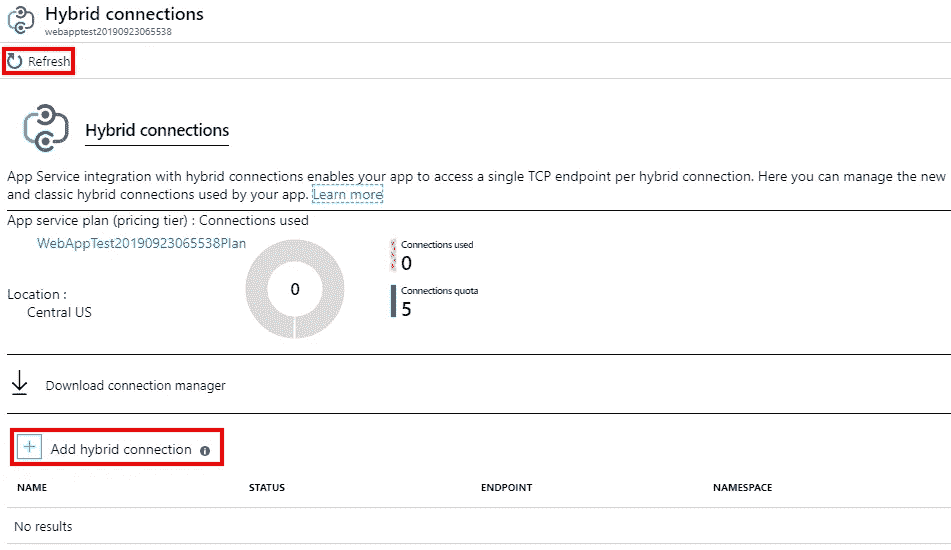 Hybrid connections
webapptest20190923065538
Refresh
Hybrid connections
App Service integration with hybrid connections enables your app to access a single TCP endpoint per hybrid connection. Here you can manage the new
and classic hybrid connections used by your app. Learn more
App service plan (pricing tier) : Connections used
WebAppTest20190923065538Plan
Connections used
0
0
Connections quota
5
Location :
Central US
Download connection manager
Add hybrid connection
NAME STATUS ENDPOINT NAMESPACE
No results